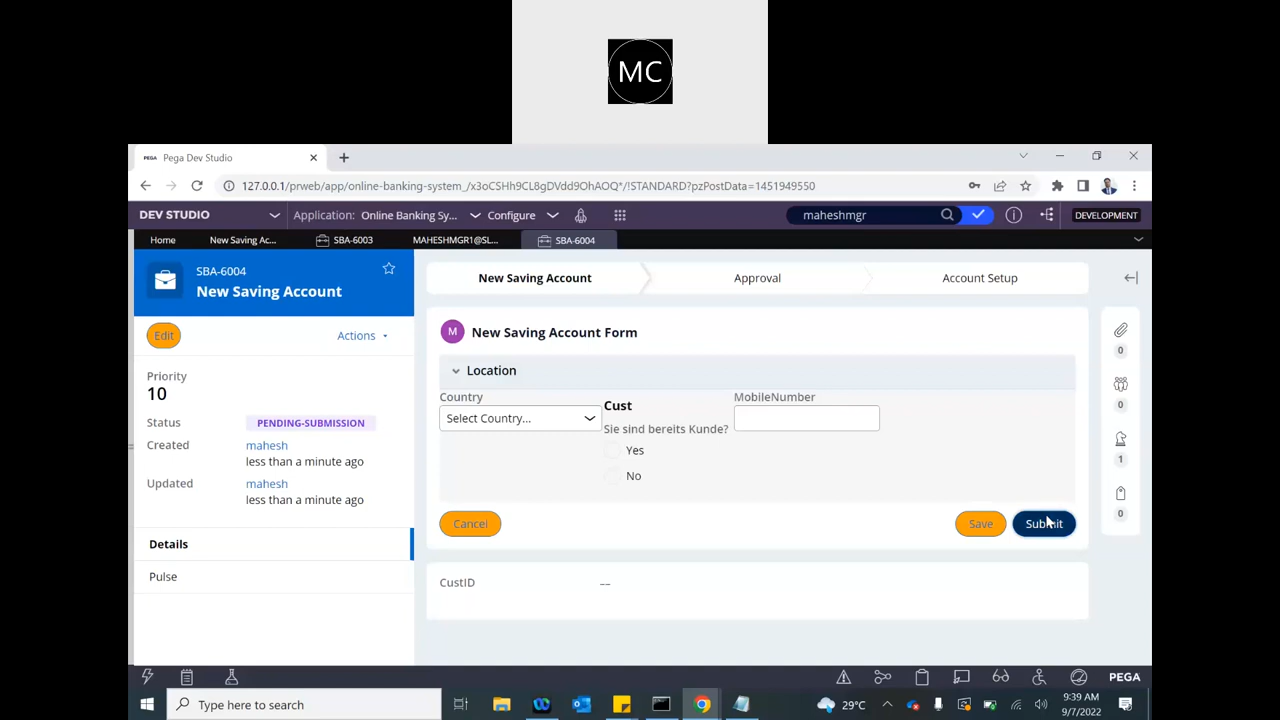 MC
PEGA Pega Dev Studio
127.0.0.1/prweb/app/online-banking-system_/x3oCSHh9CL8gDVdd9OhAOQ*/!STANDARD?pzPostData=1451949550
DEV STUDIO Application: Online Banking Sy... Configure maheshmgr DEVELOPMENT
Home New Saving Ac... SBA-6003 MAHESHMGR1@SL... SBA-6004
SBA-6004
New Saving Account
New Saving Account Approval Account Setup
Edit Actions
M New Saving Account Form
Priority
10
Location
Status PENDING-SUBMISSION
Created mahesh
less than a minute ago
Updated mahesh
less than a minute ago
Country
Select Country...
Cust
Sie sind bereits Kunde?
Yes
No
MobileNumber
0
0
1
0
Cancel Save Submit
Details
Pulse
CustID --
PEGA
Type here to search
29°C
9:39 AM
9/7/2022